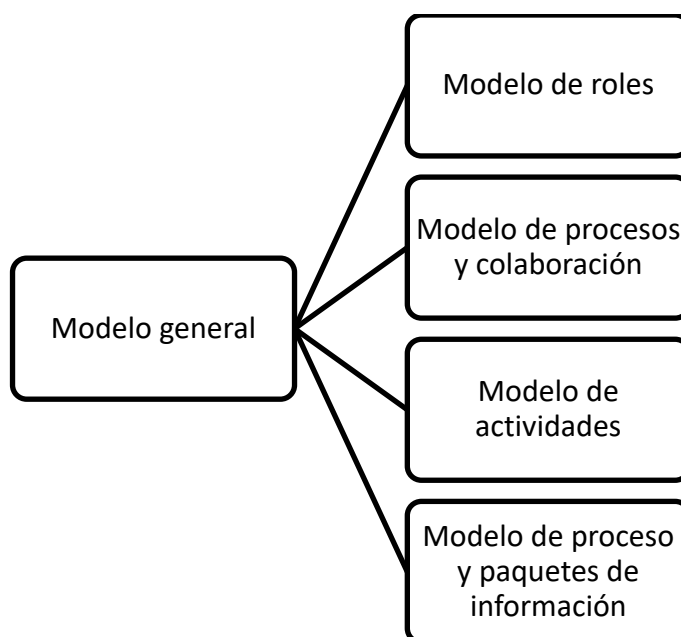 Modelo de roles
Modelo de procesos
y colaboración
Modelo general
Modelo de
actividades
Modelo de proceso
y paquetes de
información